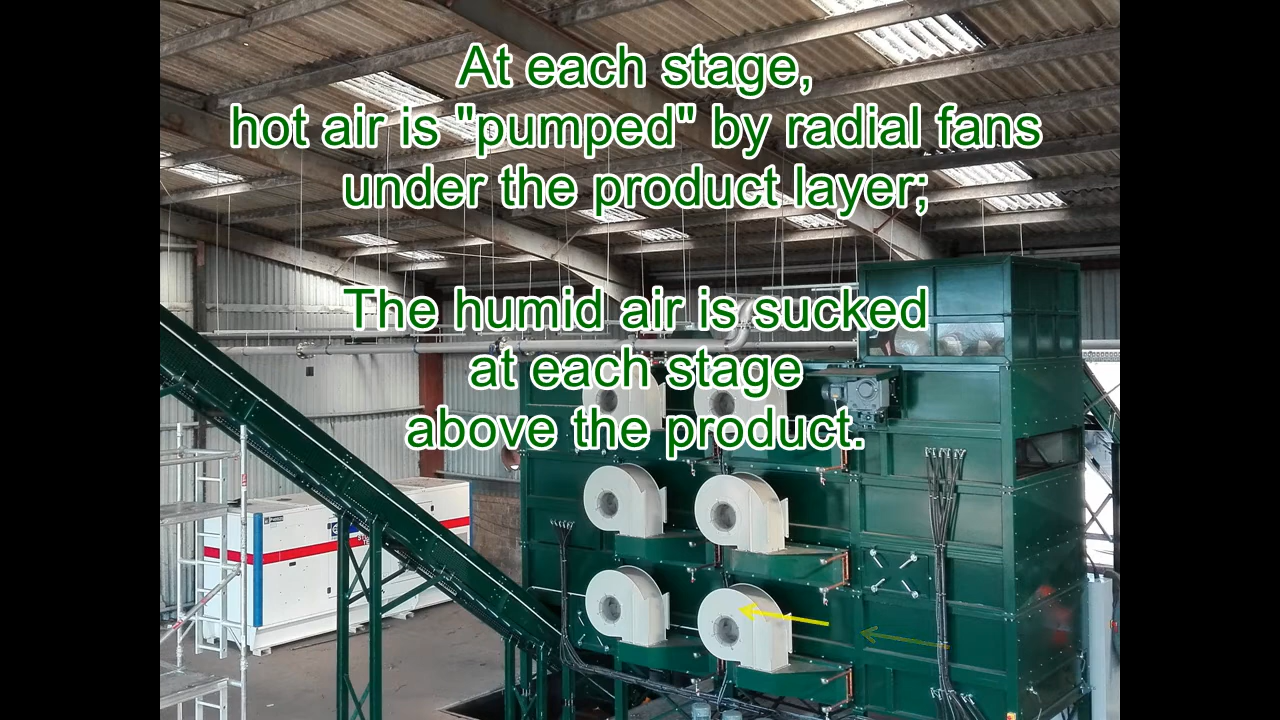 At each stage,
hot air is "pumped" by radial fans
under the product layer;
The humid air is sucked
at each stage
above the product.